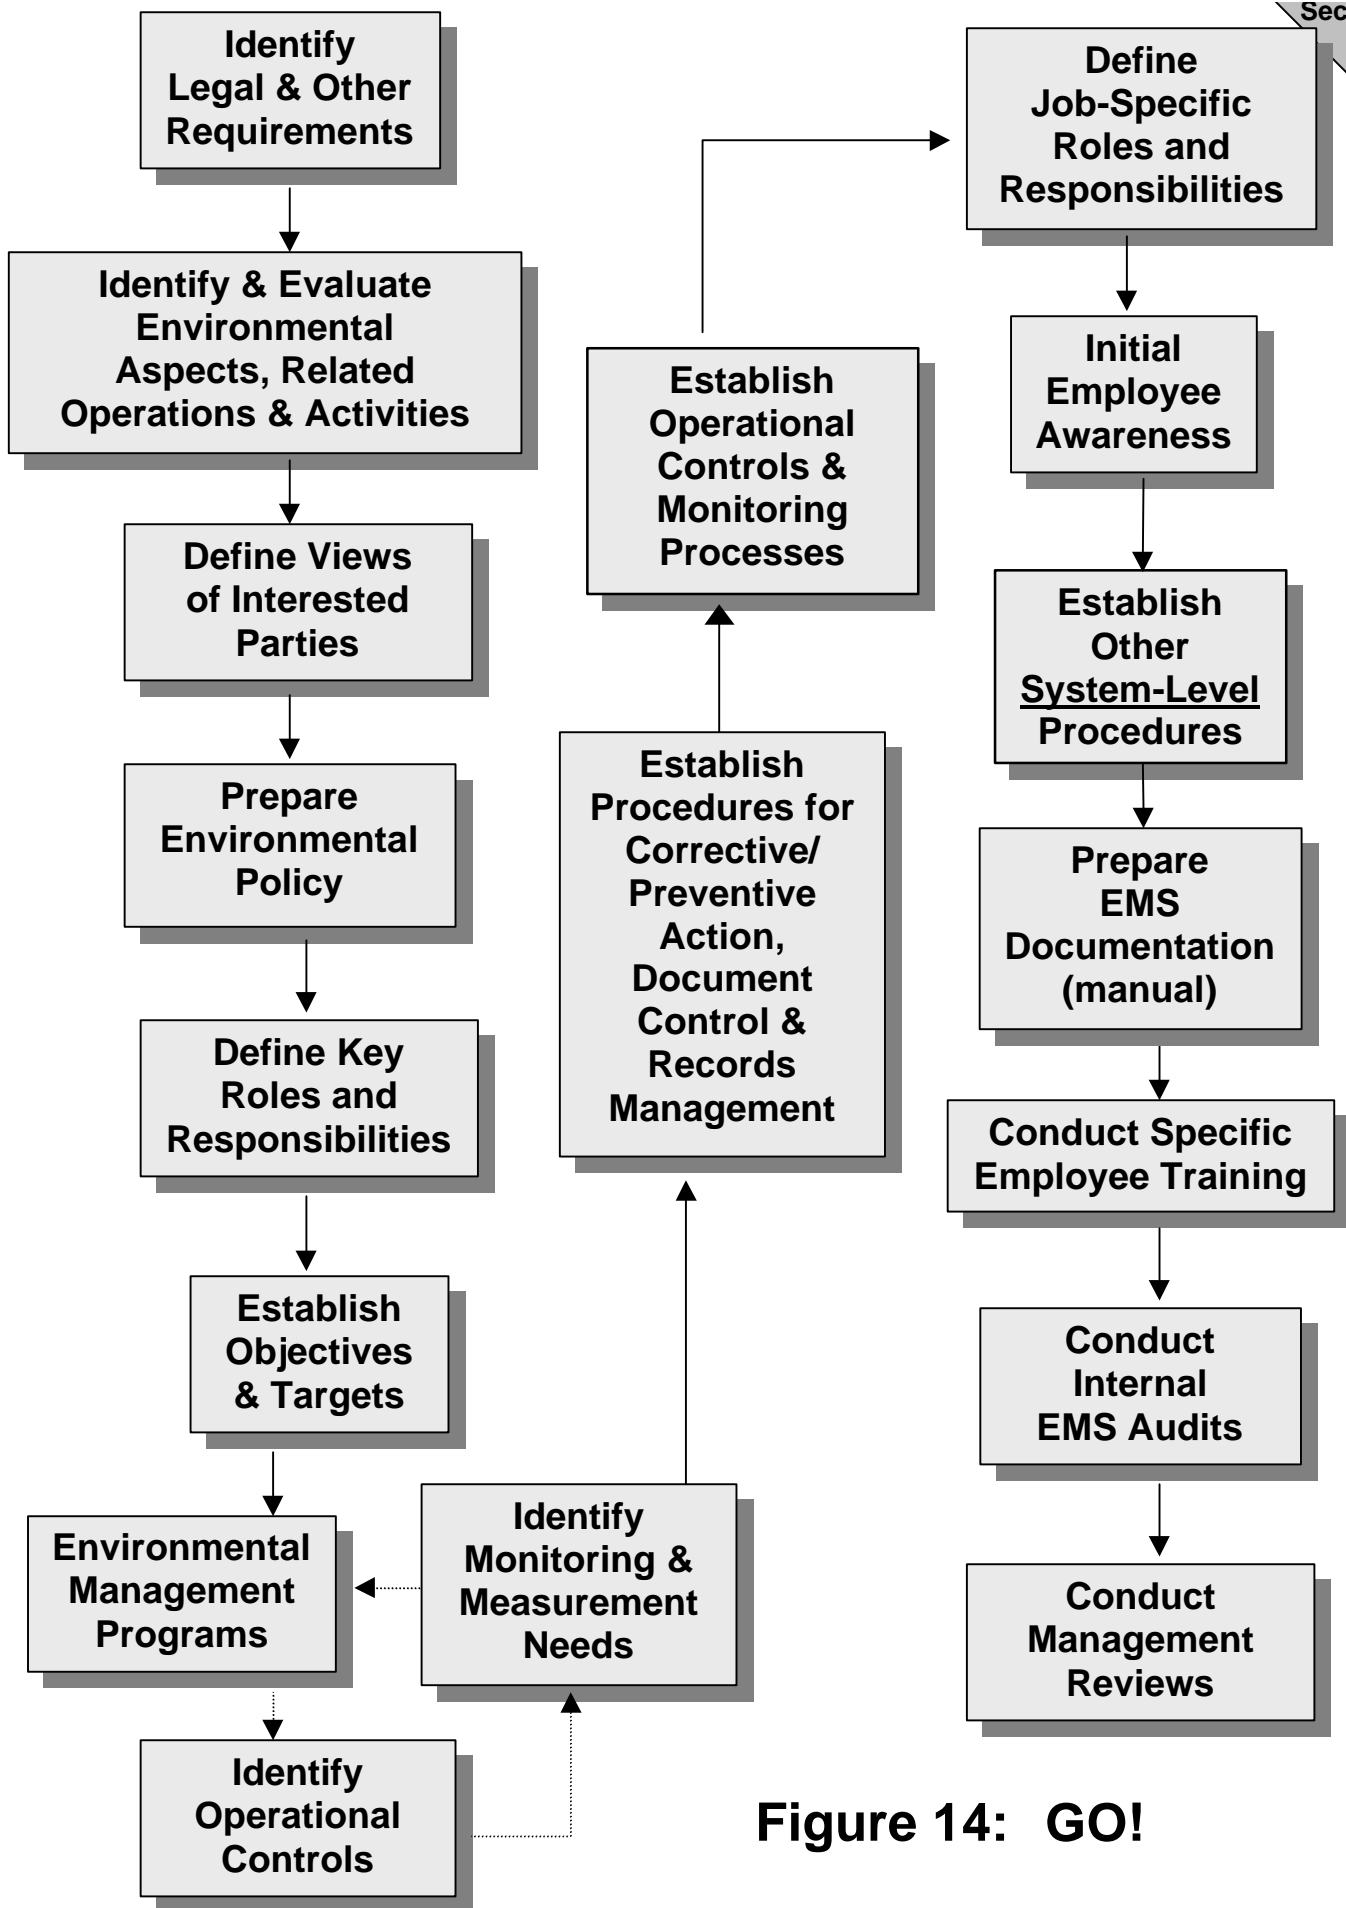 Identify
Legal & Other
Requirements
Identify & Evaluate
Environmental
Aspects, Related
Operations & Activities
Define Views
of Interested
Parties
Prepare
Environmental
Policy
Define Key
Roles and
Responsibilities
Establish
Objectives
& Targets
Environmental
Management
Programs
Identify
Operational
Controls
Identify
Monitoring &
Measurement
Needs
Establish
Procedures for
Corrective/
Preventive
Action,
Document
Control &
Records
Management
Establish
Operational
Controls &
Monitoring
Processes
Sec
Define
Job-Specific
Roles and
Responsibilities
Initial
Employee
Awareness
Establish
Other
System-Level
Procedures
Prepare
EMS
Documentation
(manual)
Conduct Specific
Employee Training
Conduct
Internal
EMS Audits
Conduct
Management
Reviews
Figure 14: GO!